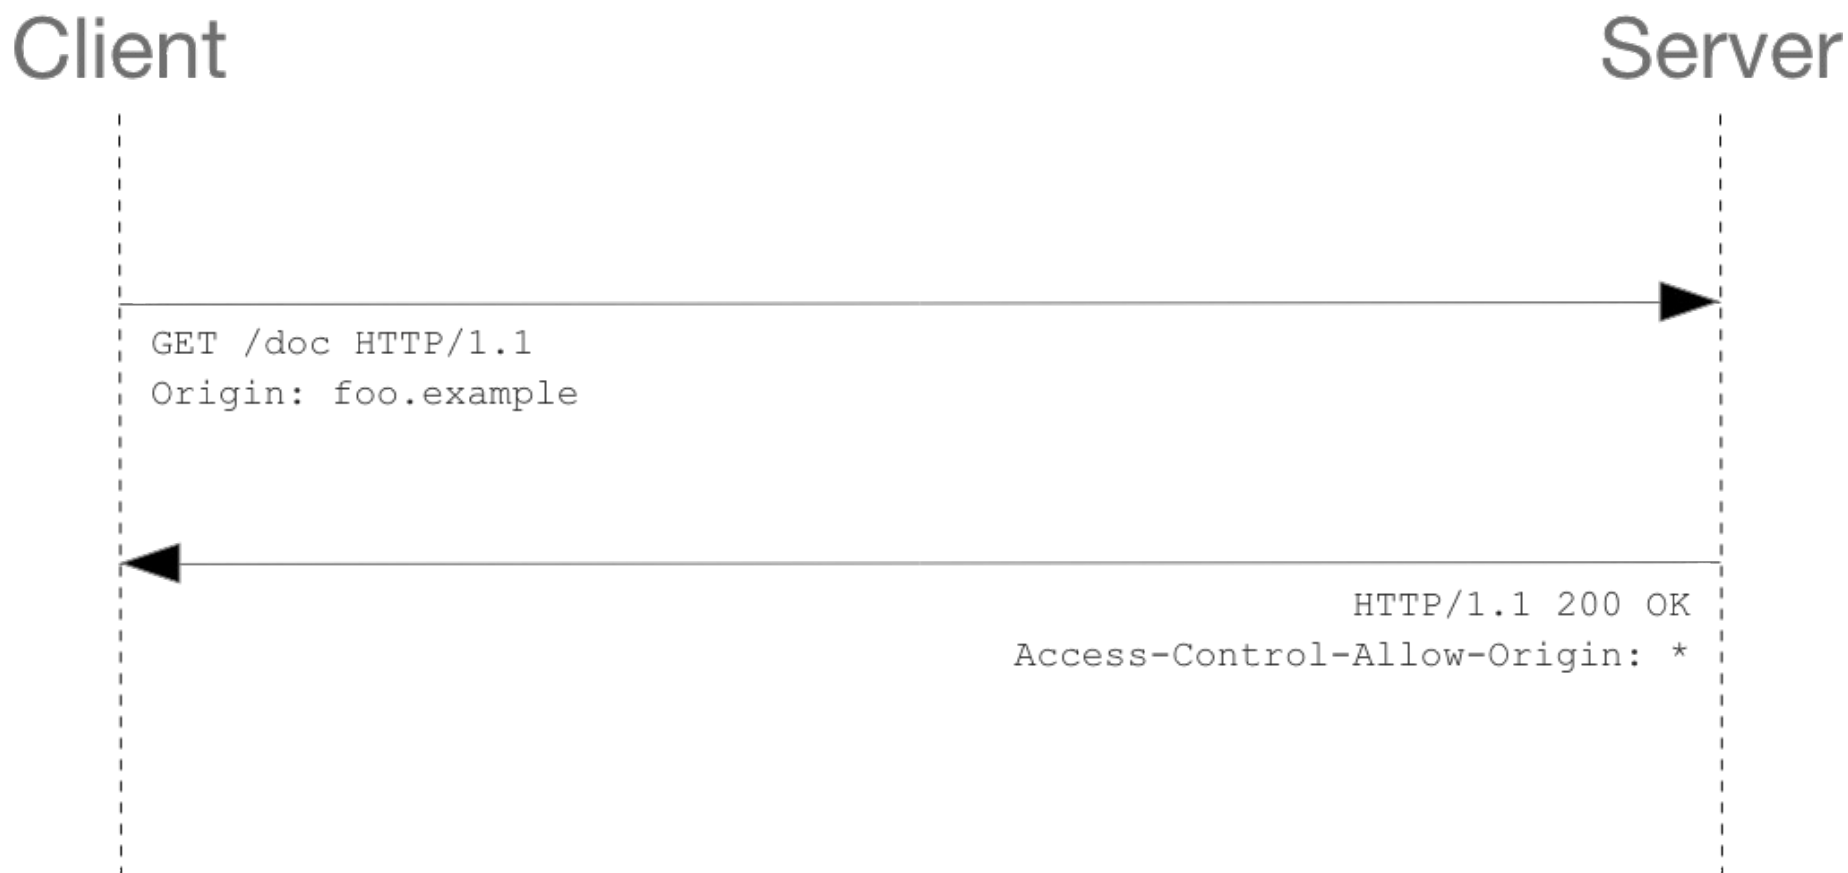 Client
Server
GET /doc HTTP/1.1
Origin: foo.example
HTTP/1.1 200 OK
Access-Control-Allow-Origin: *